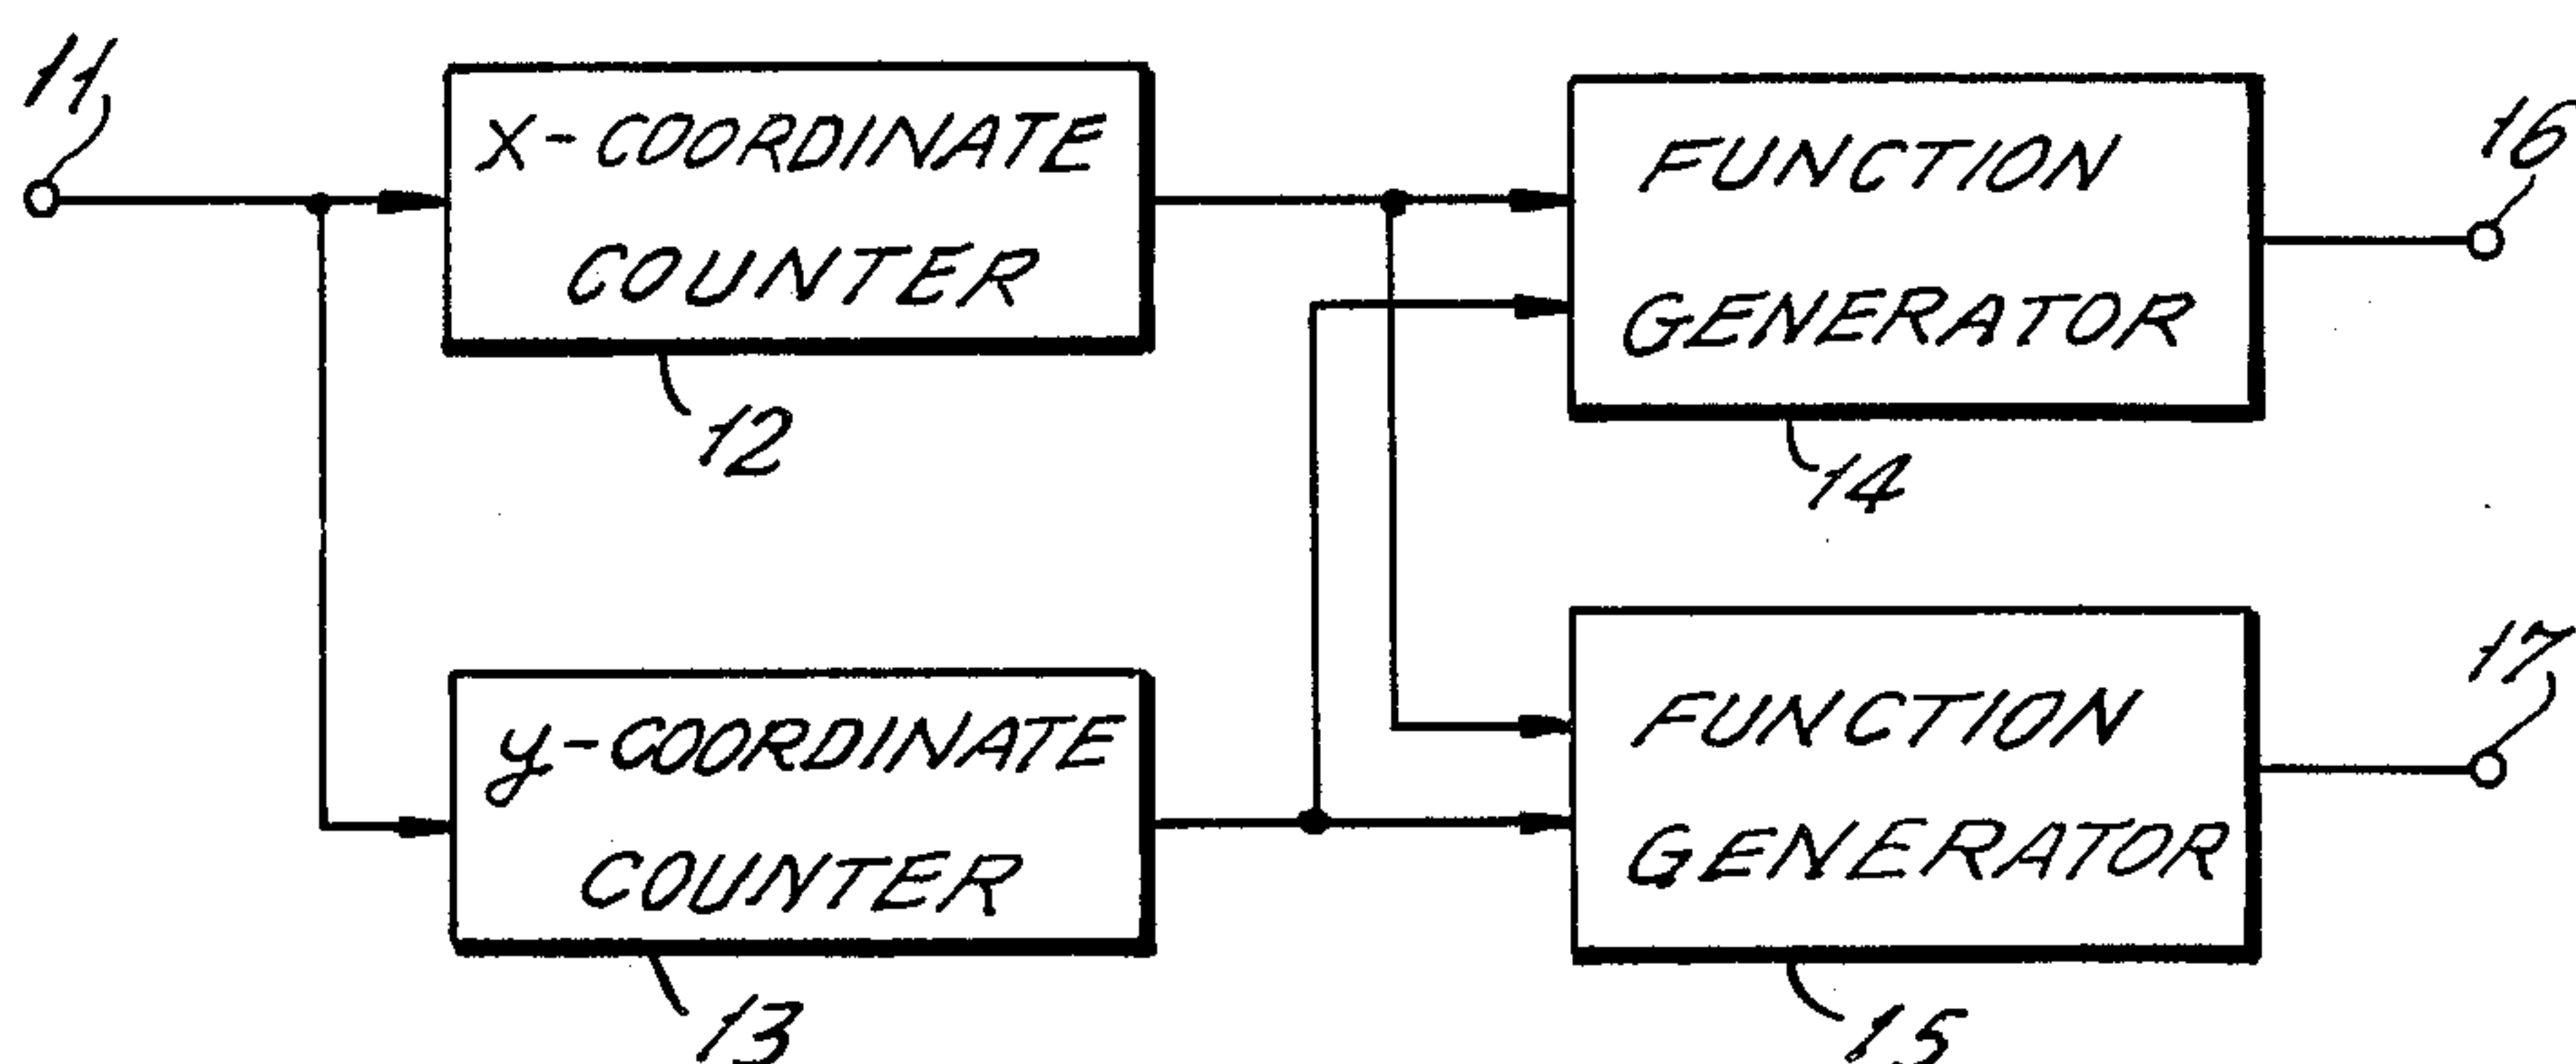 11
x-COORDINATE
COUNTER
12
FUNCTION
GENERATOR
14
16
y-COORDINATE
COUNTER
13
FUNCTION
GENERATOR
15
17